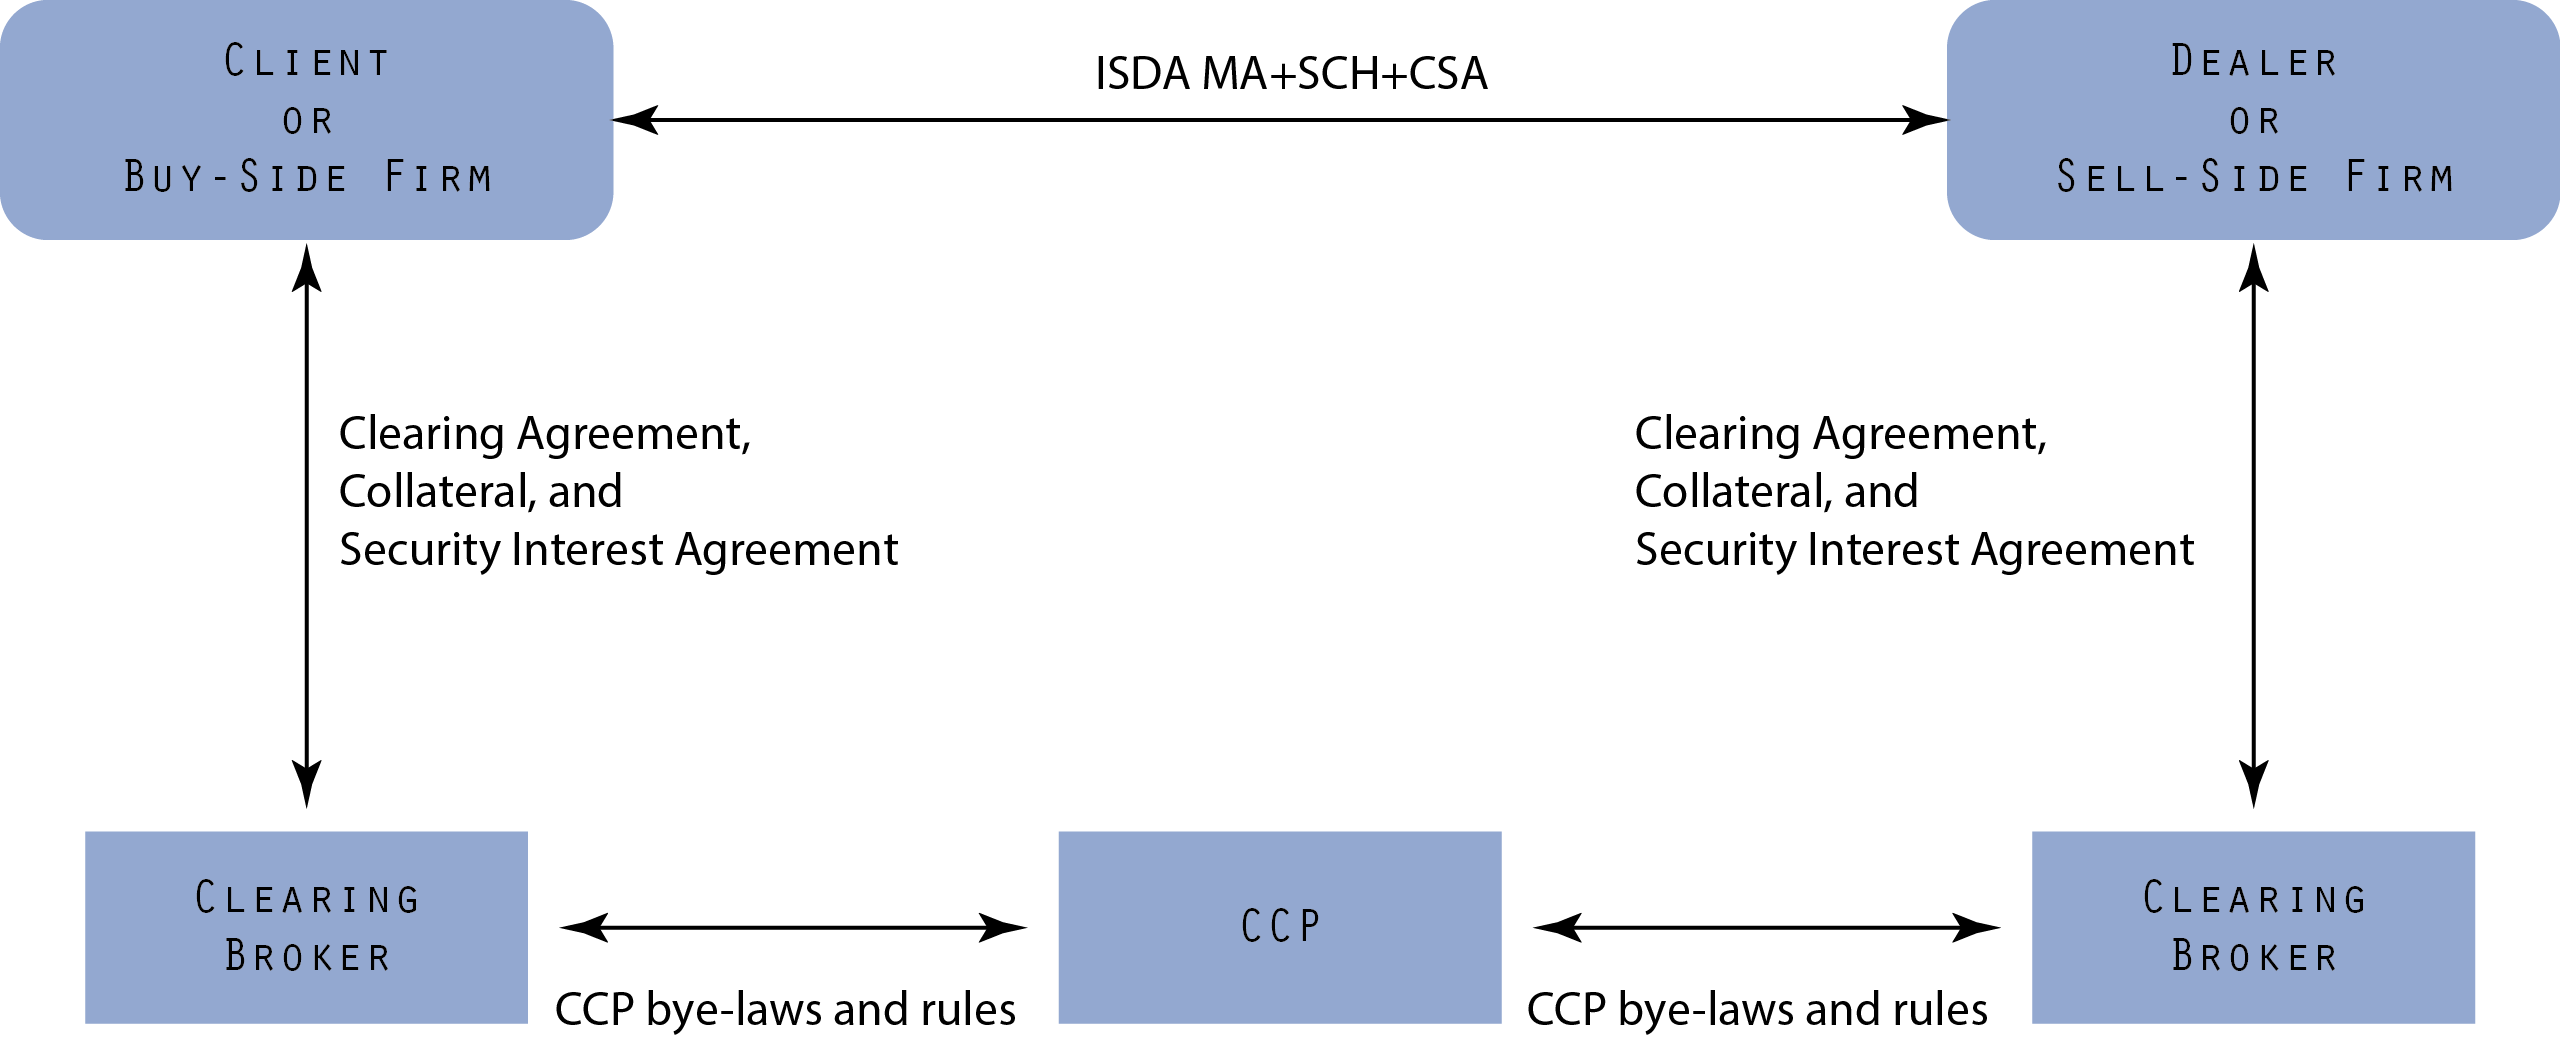 CLIENT
OR
BUY-SIDE FIRM
ISDA MA+SCH+CSA
DEALER
OR
SELL-SIDE FIRM
Clearing Agreement,
Collateral, and
Security Interest Agreement
Clearing Agreement,
Collateral, and
Security Interest Agreement
CLEARING
BROKER
CCP bye-laws and rules
CCP
CCP bye-laws and rules
CLEARING
BROKER